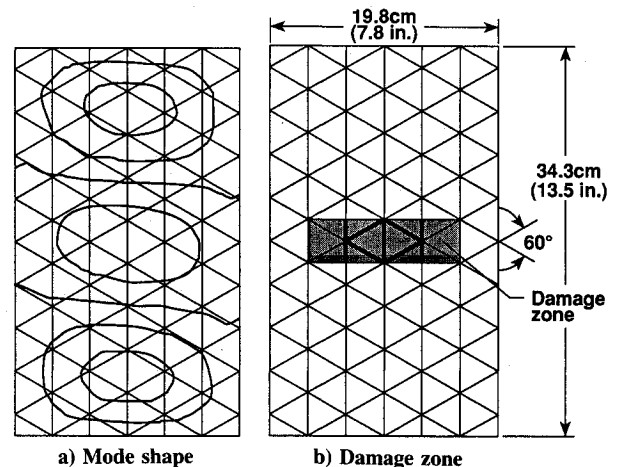 19.8cm
(7.8 in.)
34.3cm
(13.5 in.)
60°
Damage
zone
a) Mode shape
b) Damage zone